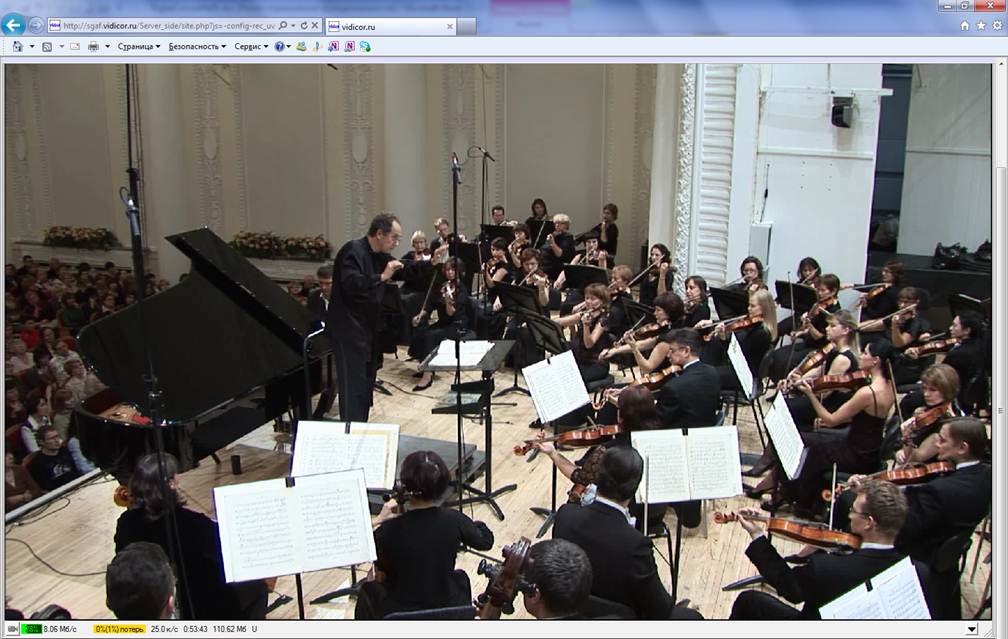 http://sgaf.vidicor.ru/Server_side/site.php?js=-config-rec_uv
vidicor.ru
Страница Безопасность Сервис
8.06 Мб/с 0%(1%) потерь 25.0 к/с 0:53:43 110.62 Мб U